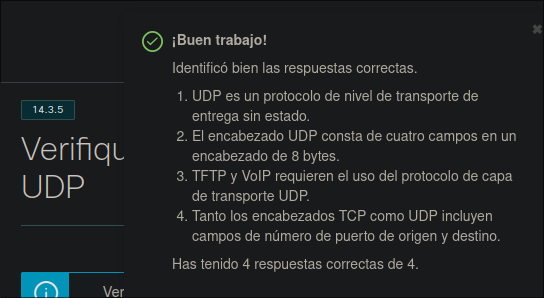 ¡Buen trabajo!
Identificó bien las respuestas correctas.
1. UDP es un protocolo de nivel de transporte de
entrega sin estado.
2. El encabezado UDP consta de cuatro campos en un
encabezado de 8 bytes.
3. TFTP y VoIP requieren el uso del protocolo de capa
de transporte UDP.
4. Tanto los encabezados TCP como UDP incluyen
campos de número de puerto de origen y destino.
Has tenido 4 respuestas correctas de 4.
14.3.5
Verifiqu
UDP
Ver